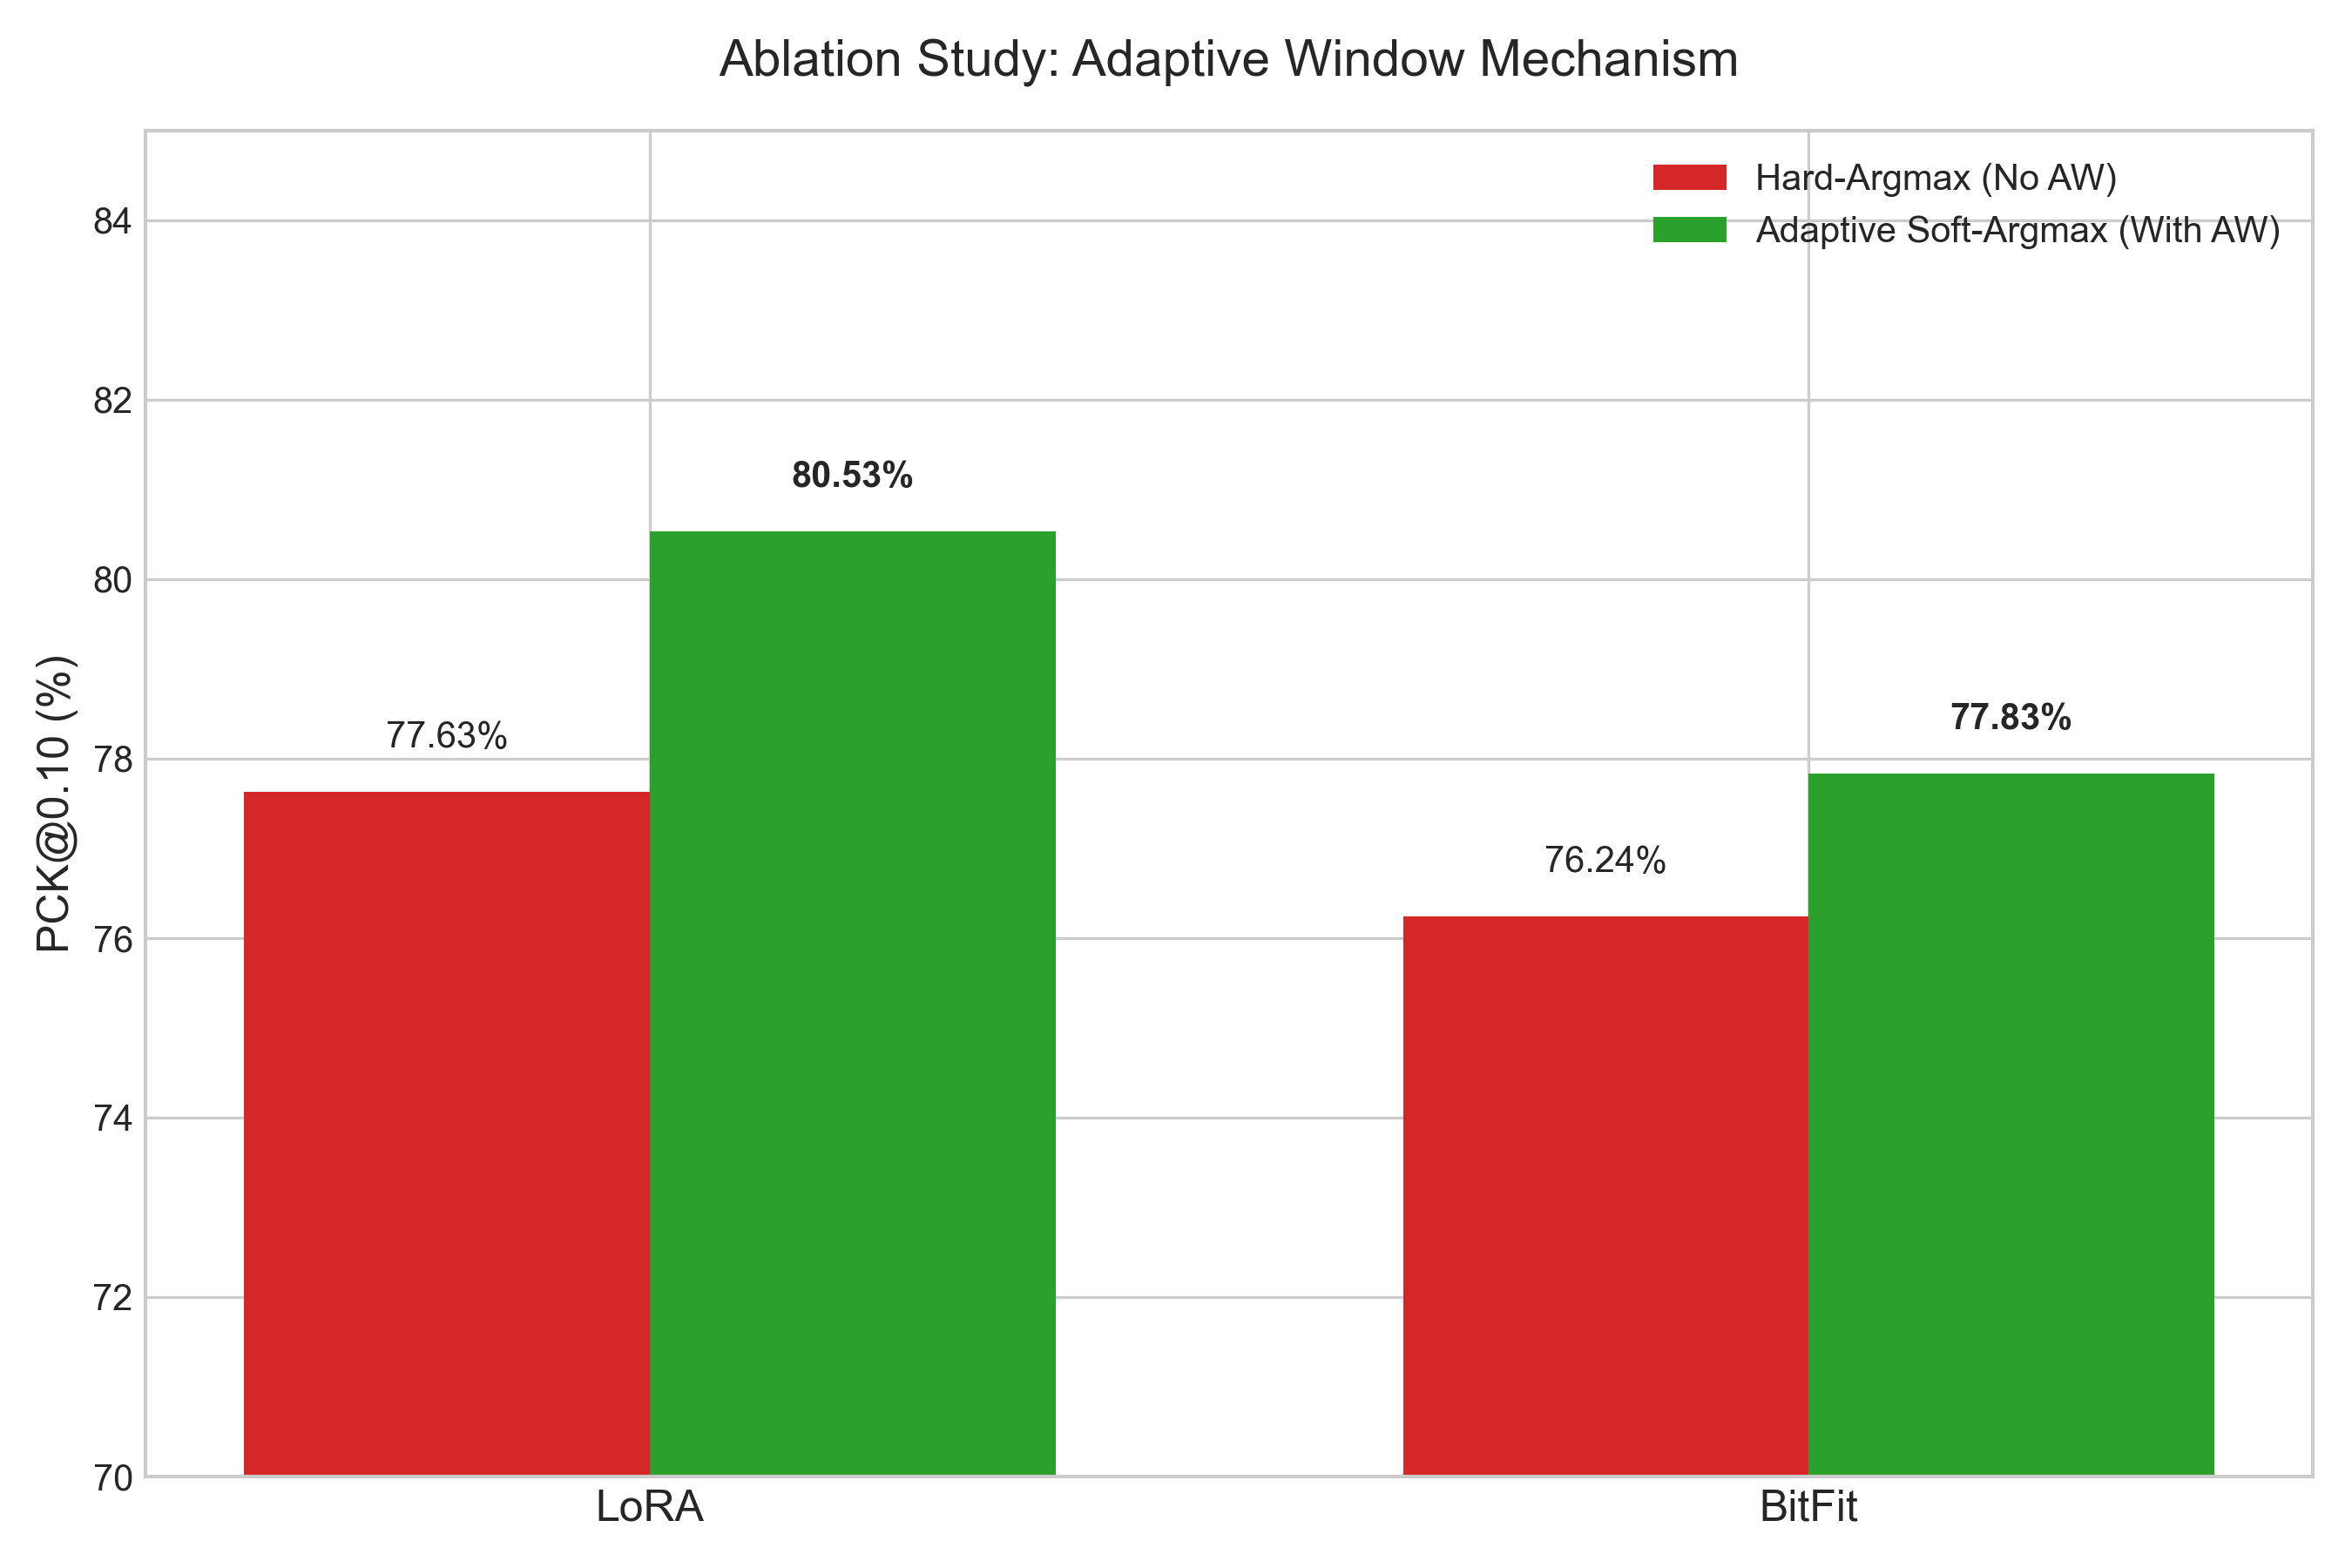 Ablation Study: Adaptive Window Mechanism
Hard-Argmax (No AW)
Adaptive Soft-Argmax (With AW)
PCK@0.10 (%)
84
82
80
78
76
74
72
70
77.63%
80.53%
76.24%
77.83%
LoRA
BitFit